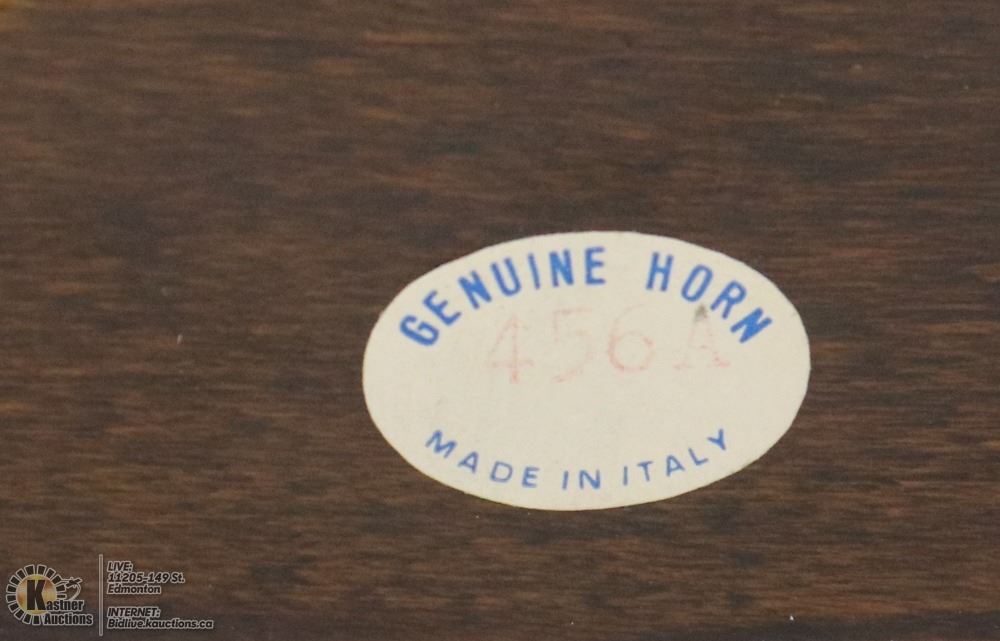 GENUINE HORN
456A
MADE IN ITALY
Kastner
Auctions
LIVE:
11205-149 St.
Edmonton
INTERNET:
Bidlive.kauctions.ca